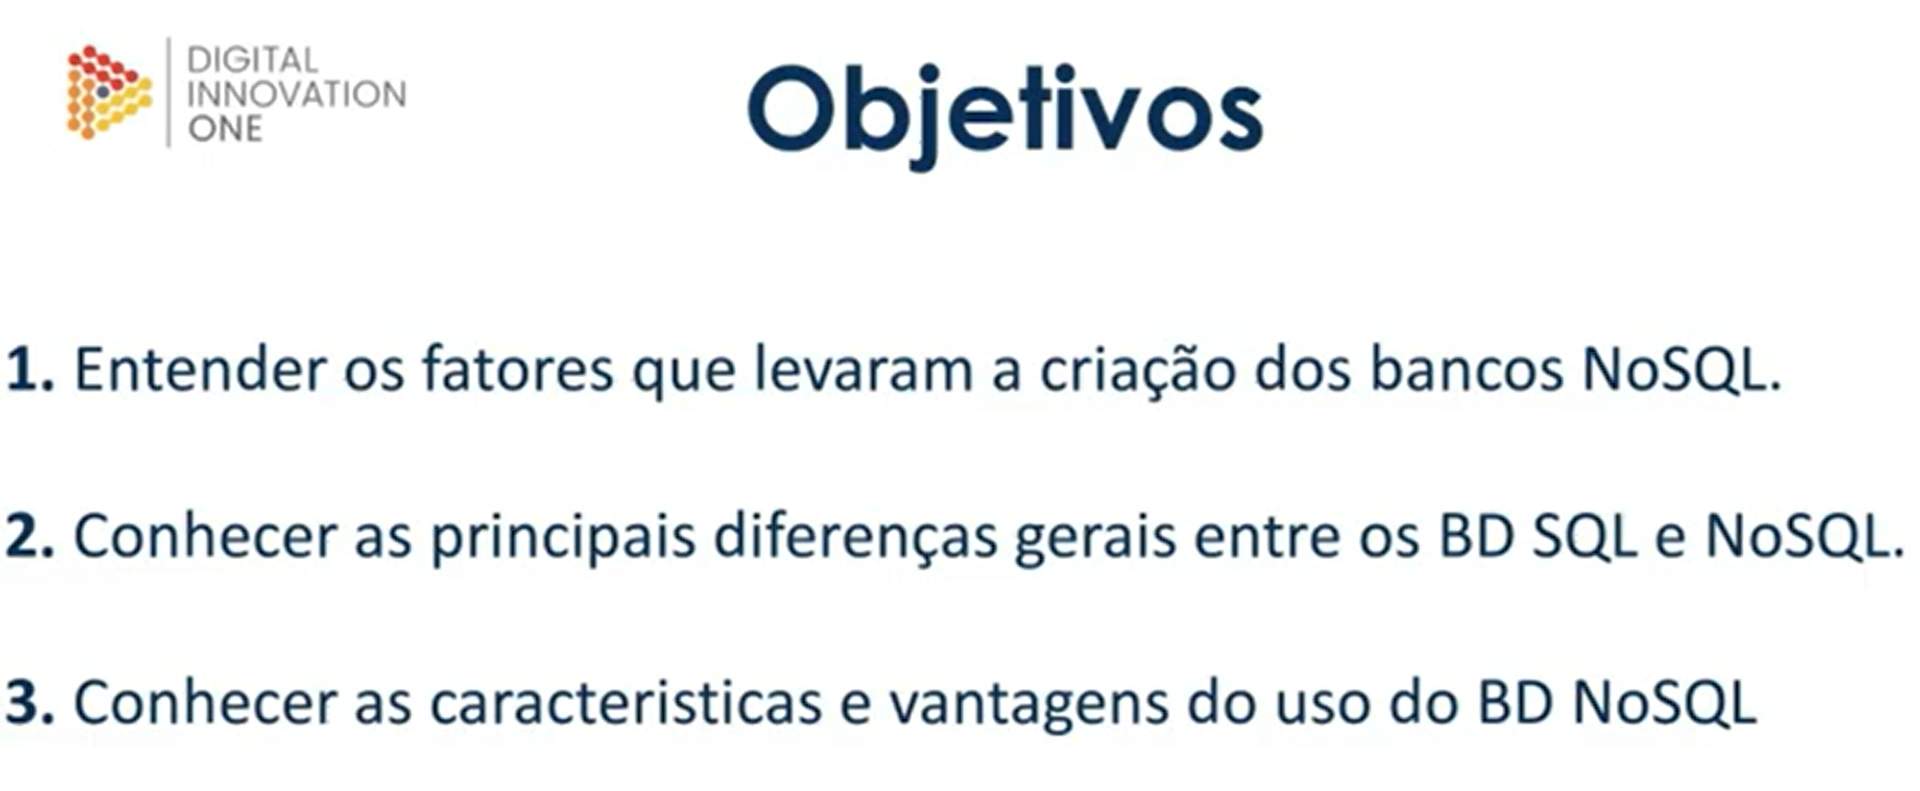 DIGITAL
INNOVATION
ONE
Objetivos
1. Entender os fatores que levaram a criação dos bancos NoSQL.
2. Conhecer as principais diferenças gerais entre os BD SQL e NoSQL.
3. Conhecer as caracteristicas e vantagens do uso do BD NoSQL